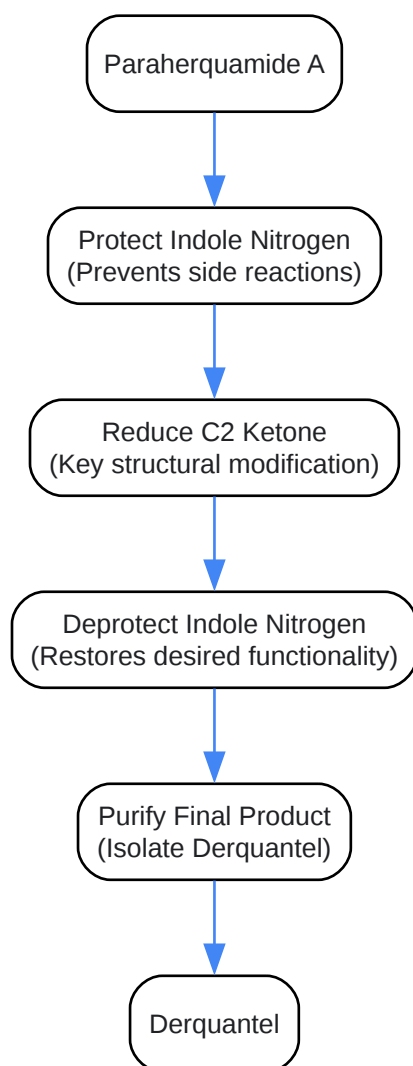 Paraherquamide A
Protect Indole Nitrogen
(Prevents side reactions)
Reduce C2 Ketone
(Key structural modification)
Deprotect Indole Nitrogen
(Restores desired functionality)
Purify Final Product
(Isolate Derquantel)
Derquantel